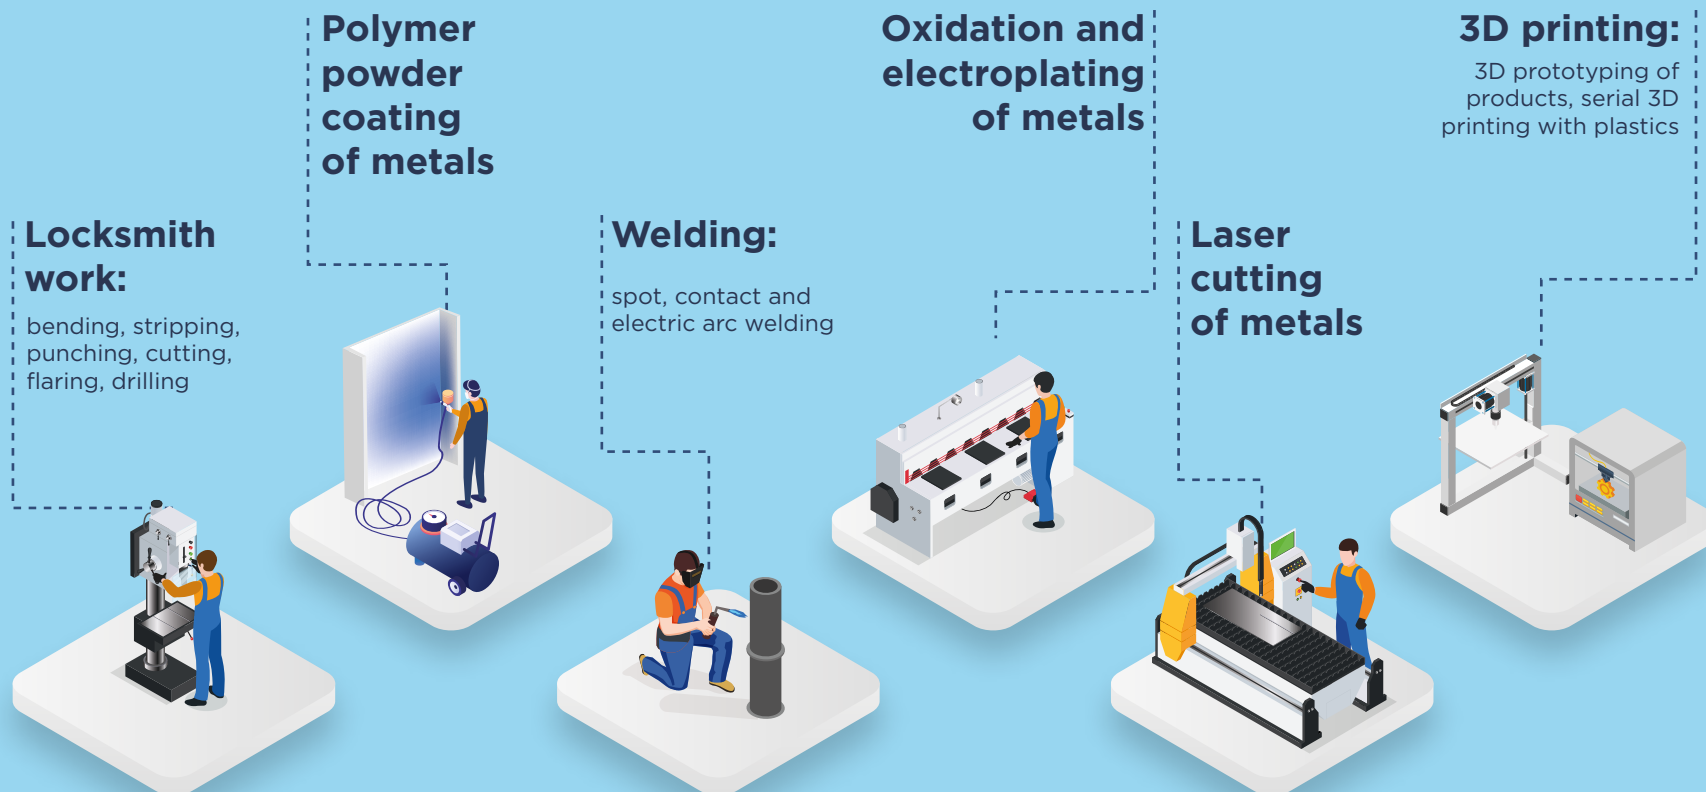 Polymer
powder
coating
of metals
Oxidation and
electroplating
of metals
3D printing:
3D prototyping of
products, serial 3D
printing with plastics
Locksmith
work:
bending, stripping,
punching, cutting,
flaring, drilling
Welding:
spot, contact and
electric arc welding
Laser
cutting
of metals